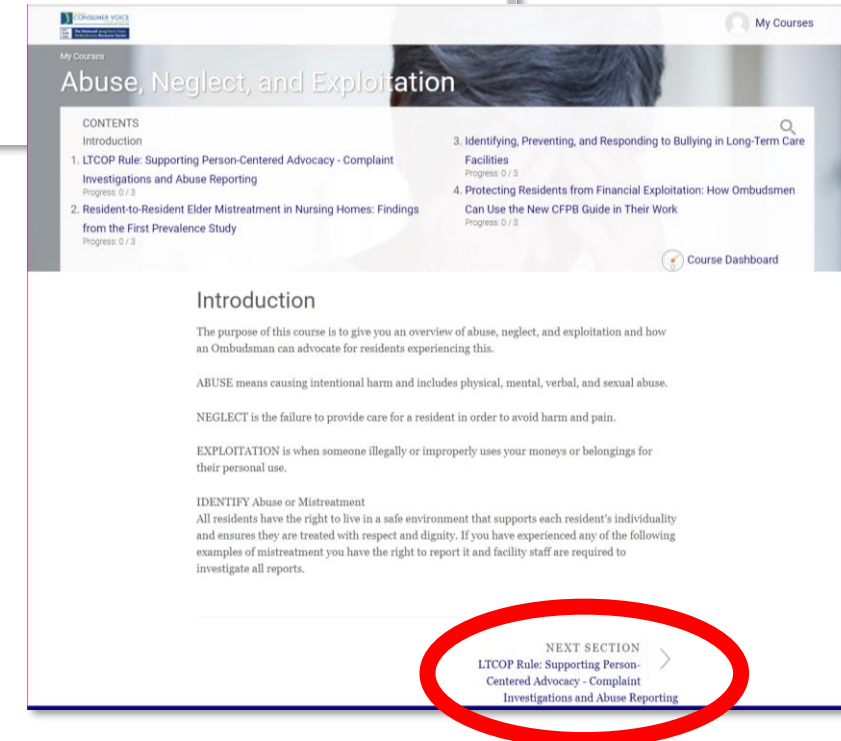 CONSUMER VOICE
My Courses
My Courses
Abuse, Neglect, and Exploitation
CONTENTS
Introduction
1. LTCOP Rule: Supporting Person-Centered Advocacy - Complaint
Investigations and Abuse Reporting
Progress: 0 / 3
2. Resident-to-Resident Elder Mistreatment in Nursing Homes: Findings
from the First Prevalence Study
Progress: 0 / 3
3. Identifying, Preventing, and Responding to Bullying in Long-Term Care
Facilities
Progress: 0 / 3
4. Protecting Residents from Financial Exploitation: How Ombudsmen
Can Use the New CFPB Guide in Their Work
Progress: 0 / 3
Course Dashboard
Introduction
The purpose of this course is to give you an overview of abuse, neglect, and exploitation and how
an Ombudsman can advocate for residents experiencing this.
ABUSE means causing intentional harm and includes physical, mental, verbal, and sexual abuse.
NEGLECT is the failure to provide care for a resident in order to avoid harm and pain.
EXPLOITATION is when someone illegally or improperly uses your moneys or belongings for
their personal use.
IDENTIFY Abuse or Mistreatment
All residents have the right to live in a safe environment that supports each resident's individuality
and ensures they are treated with respect and dignity. If you have experienced any of the following
examples of mistreatment you have the right to report it and facility staff are required to
investigate all reports.
NEXT SECTION
LTCOP Rule: Supporting Person-
Centered Advocacy - Complaint
Investigations and Abuse Reporting